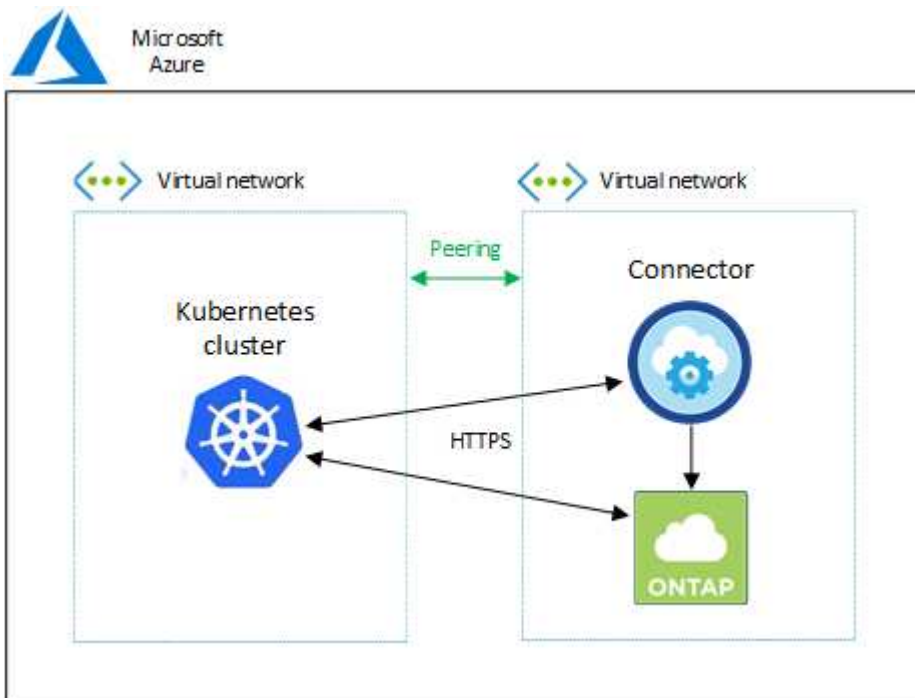 Microsoft
Azure
Virtual network
Virtual network
Peering
Connector
Kubernetes
cluster
HTTPS
ONTAP